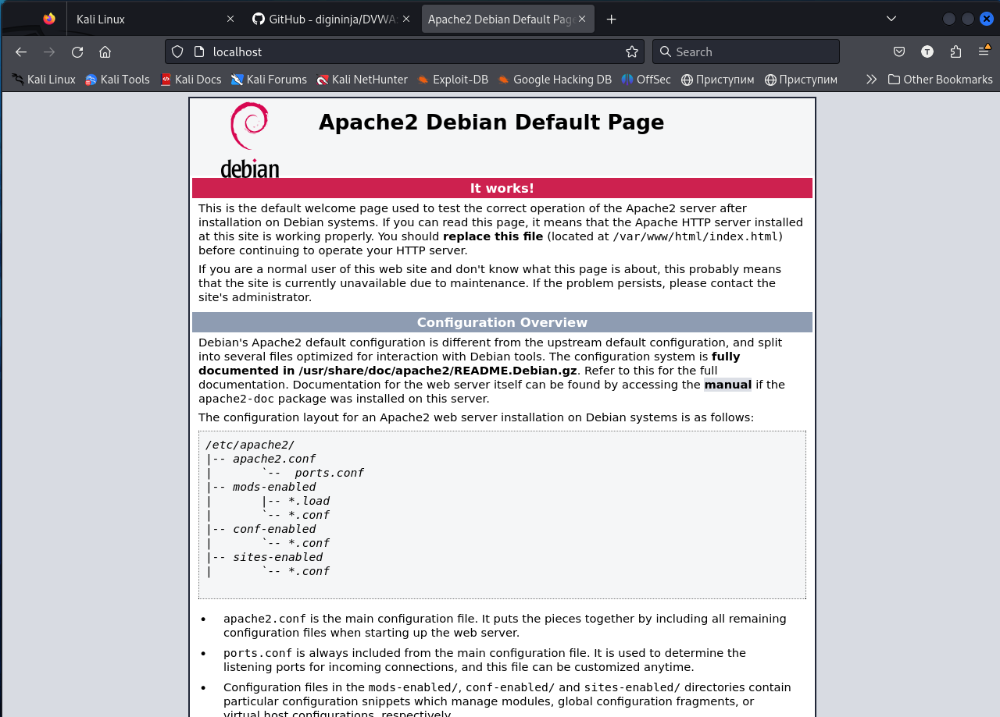 Kali Linux
GitHub - digininja/DVWA:
Apache2 Debian Default Page
localhost
Search
T
Kali Linux
Kali Tools
Kali Docs
Kali Forums
Kali NetHunter
Exploit-DB
Google Hacking DB
OffSec
Приступим
Приступим
Other Bookmarks
debian
Apache2 Debian Default Page
It works!
This is the default welcome page used to test the correct operation of the Apache2 server after
installation on Debian systems. If you can read this page, it means that the Apache HTTP server installed
at this site is working properly. You should replace this file (located at /var/www/html/index.html)
before continuing to operate your HTTP server.
If you are a normal user of this web site and don't know what this page is about, this probably means
that the site is currently unavailable due to maintenance. If the problem persists, please contact the
site's administrator.
Configuration Overview
Debian's Apache2 default configuration is different from the upstream default configuration, and split
into several files optimized for interaction with Debian tools. The configuration system is fully
documented in /usr/share/doc/apache2/README.Debian.gz. Refer to this for the full
documentation. Documentation for the web server itself can be found by accessing the manual if the
apache2-doc package was installed on this server.
The configuration layout for an Apache2 web server installation on Debian systems is as follows:
/etc/apache2/
|-- apache2.conf
|       `--  ports.conf
|-- mods-enabled
|       |-- *.load
|       `-- *.conf
|-- conf-enabled
|       `-- *.conf
|-- sites-enabled
|       `-- *.conf
• apache2.conf is the main configuration file. It puts the pieces together by including all remaining
configuration files when starting up the web server.
• ports.conf is always included from the main configuration file. It is used to determine the
listening ports for incoming connections, and this file can be customized anytime.
• Configuration files in the mods-enabled/, conf-enabled/ and sites-enabled/ directories contain
particular configuration snippets which manage modules, global configuration fragments, or
virtual host configurations, respectively.